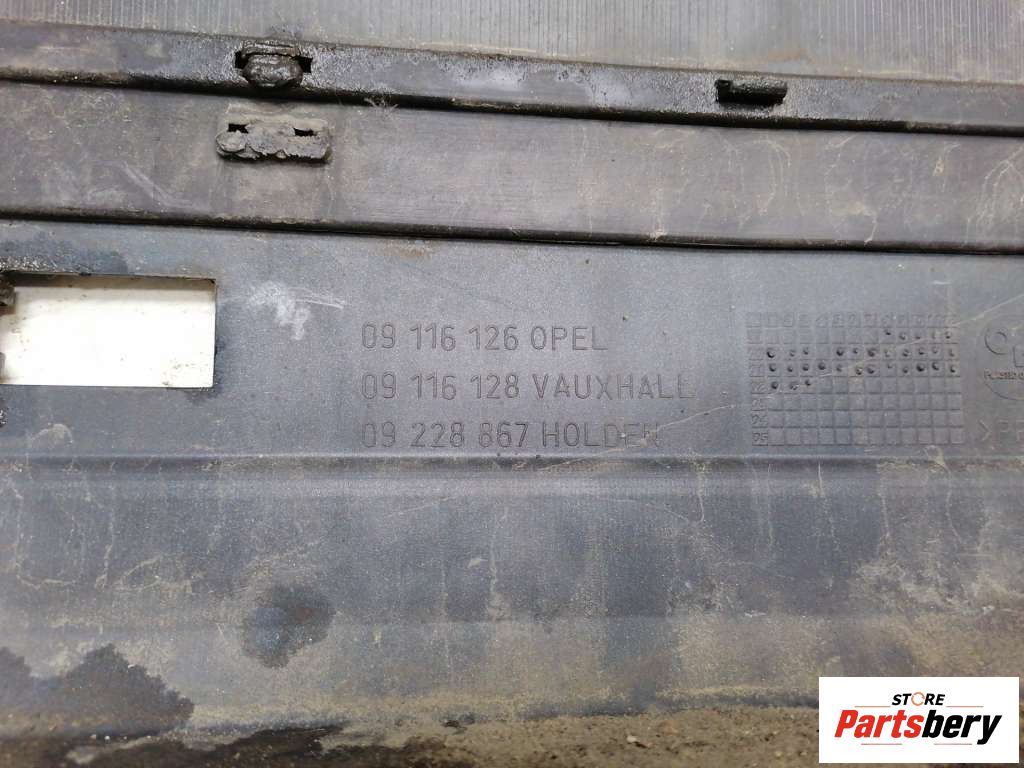 09 116 126 OPEL
09 116 128 VAUXHALL
09 228 867 HOLDEN
STORE
Partsbery